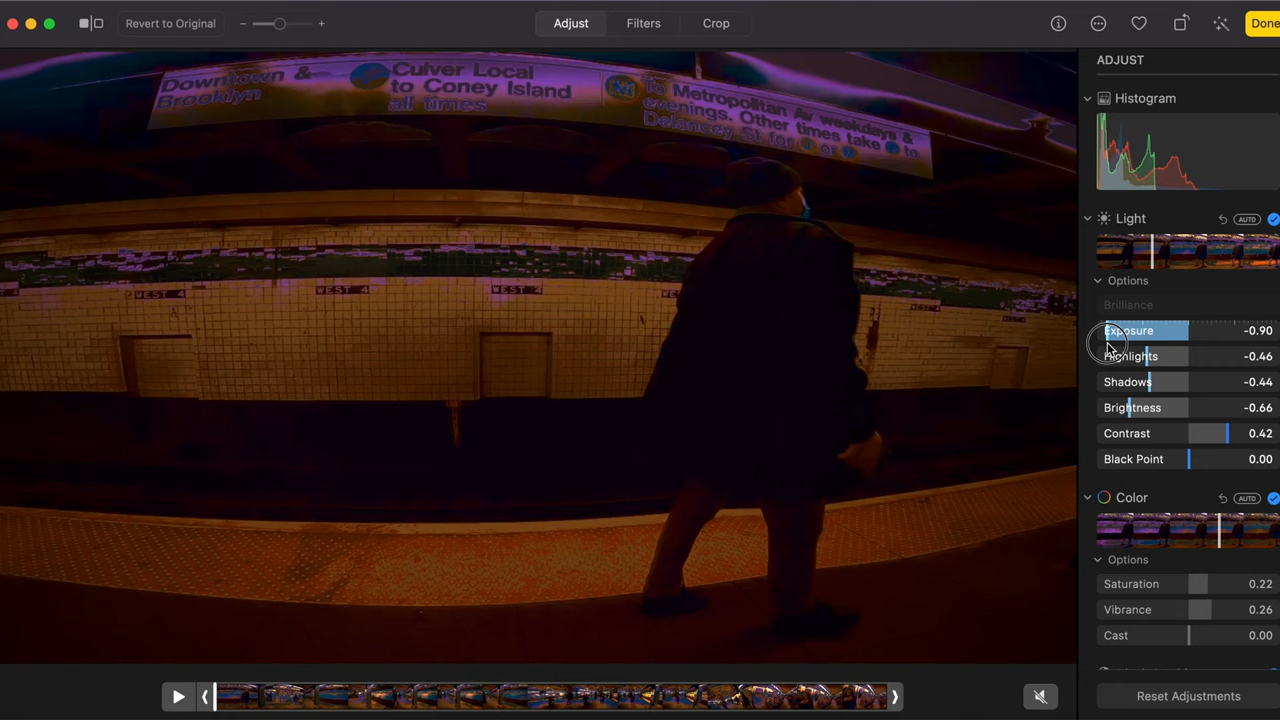 Revert to Original
Adjust
Filters
Crop
Done
Downtown &
Brooklyn
Culver Local
to Coney Island
all times
To Metropolitan Av weekdays &
evenings. Other times take to
Delancey St for or
WEST 4
WEST 4
WEST 4
ADJUST
Histogram
Light
AUTO
Options
Brilliance
Exposure -0.90
Highlights -0.46
Shadows -0.44
Brightness -0.66
Contrast 0.42
Black Point 0.00
Color
AUTO
Options
Saturation 0.22
Vibrance 0.26
Cast 0.00
Reset Adjustments